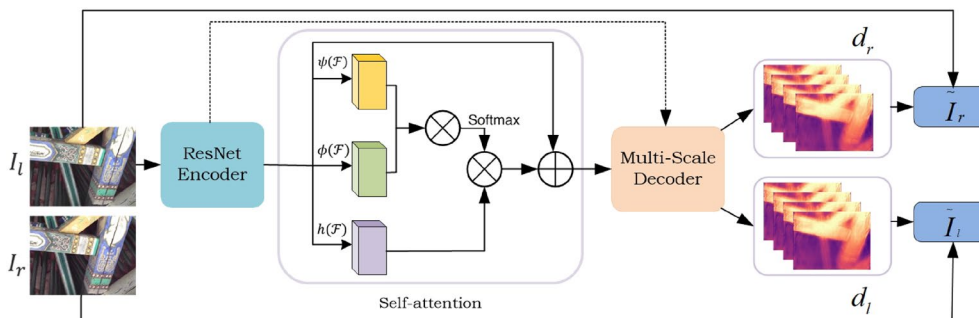 I_l
I_r
ResNet
Encoder
ψ(ℱ)
ϕ(ℱ)
h(ℱ)
Softmax
Self-attention
Multi-Scale
Decoder
d_r
d_l
Ĩ_r
Ĩ_l